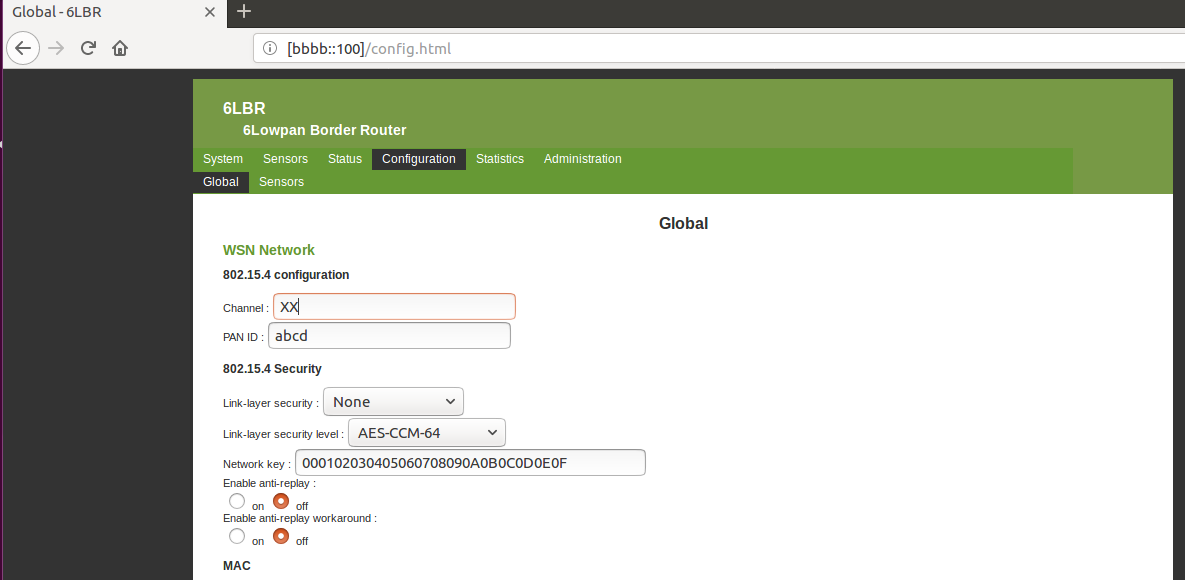 Global - 6LBR
[bbbb::100]/config.html
6LBR
6Lowpan Border Router
System Sensors Status Configuration Statistics Administration
Global Sensors
Global
WSN Network
802.15.4 configuration
Channel : XX
PAN ID : abcd
802.15.4 Security
Link-layer security : None
Link-layer security level : AES-CCM-64
Network key : 000102030405060708090A0B0C0D0E0F
Enable anti-replay :
on off
Enable anti-replay workaround :
on off
MAC